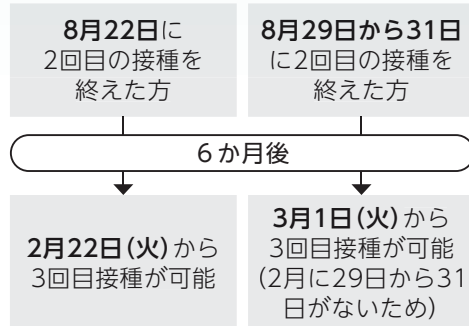 8月22日に
2回目の接種を
終えた方
8月29日から31日
に2回目の接種を
終えた方
6か月後
2月22日(火)から
3回目接種が可能
3月1日(火)から
3回目接種が可能
(2月に29日から31
日がないため)